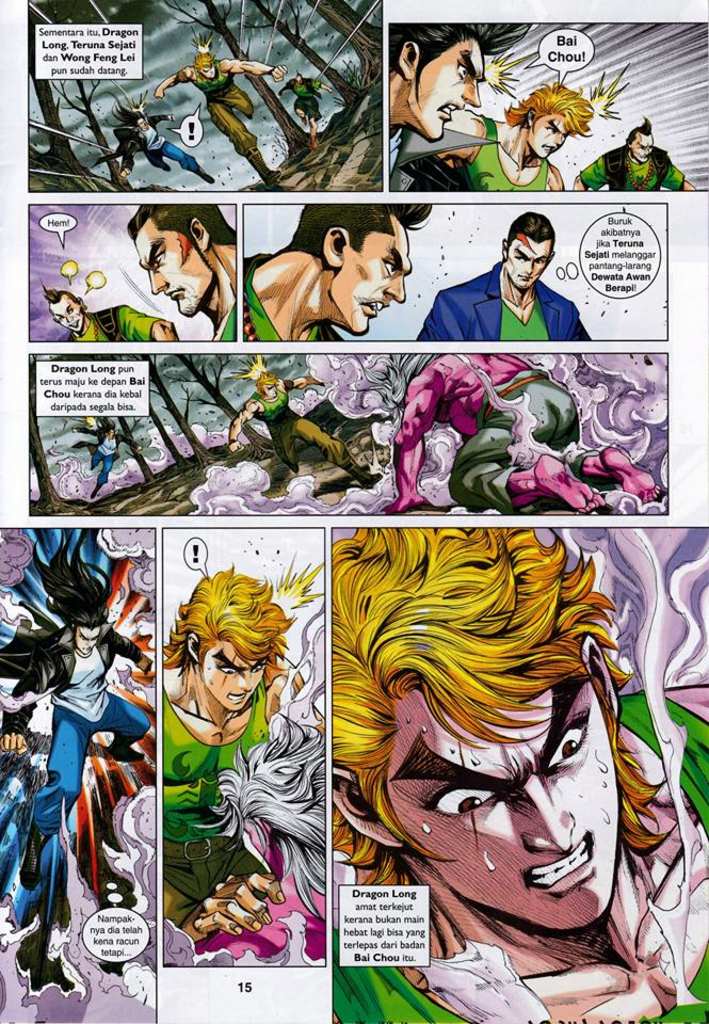 Sementara itu, Dragon
Long, Teruna Sejati
dan Wong Feng Lei
pun sudah datang.
!
Bai
Chou!
Hem!
Buruk
akibatnya
jika Teruna
Sejati melanggar
pantang-larang
Dewata Awan
Berapi!
Dragon Long pun
terus maju ke depan Bai
Chou kerana dia kebal
daripada segala bisa.
!
Nampak-
nya dia telah
kena racun
tetapi...
Dragon Long
amat terkejut
kerana bukan main
hebat lagi bisa yang
terlepas dari badan
Bai Chou itu.
15